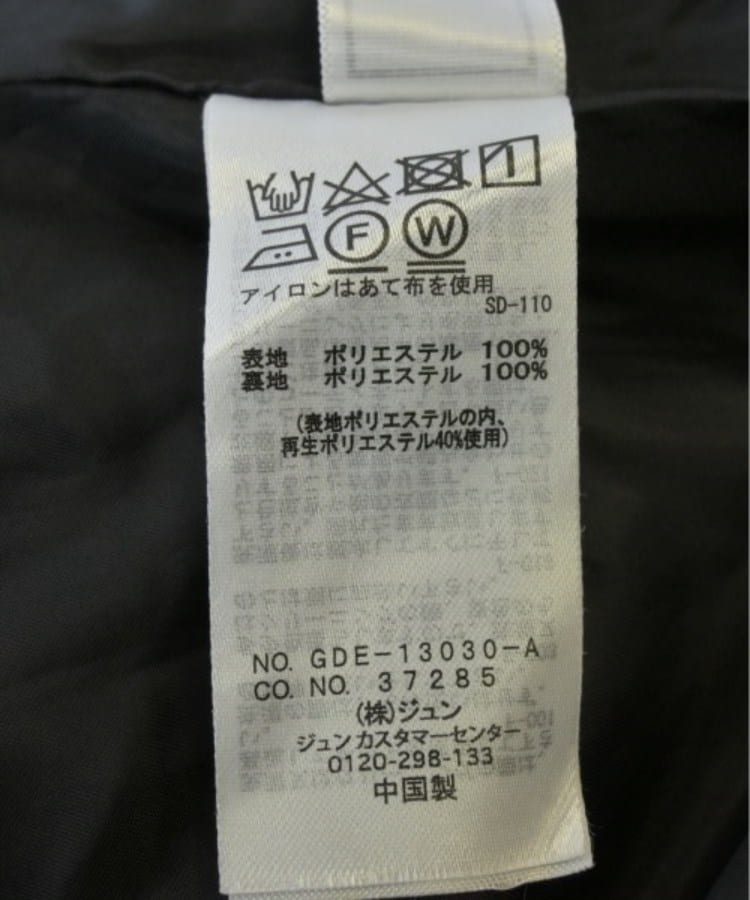 F W
アイロンはあて布を使用
SD-110
表地 ポリエステル 100%
裏地 ポリエステル 100%
(表地ポリエステルの内、
再生ポリエステル40%使用)
NO. GDE-13030-A
CO. NO. 37285
(株)ジュン
ジュン カスタマーセンター
0120-298-133
中国製